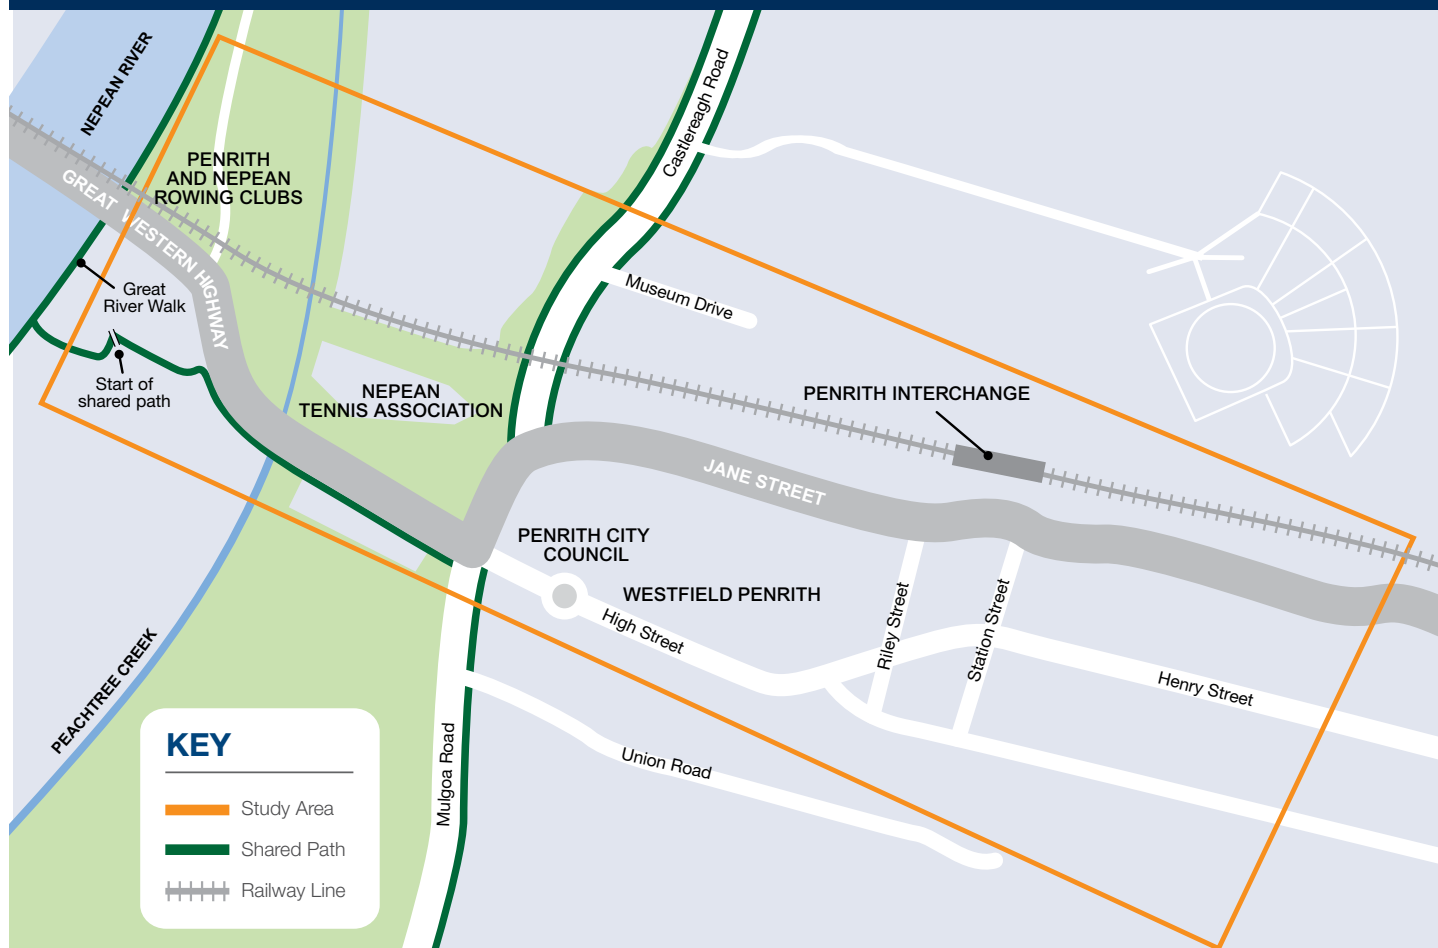 NEPEAN RIVER
PENRITH
AND NEPEAN
ROWING CLUBS
GREAT WESTERN HIGHWAY
Great
River Walk
Start of
shared path
Castlereagh Road
Museum Drive
NEPEAN
TENNIS ASSOCIATION
PENRITH INTERCHANGE
JANE STREET
PENRITH CITY
COUNCIL
WESTFIELD PENRITH
High Street
Riley Street
Station Street
Henry Street
PEACHTREE CREEK
Mulgoa Road
Union Road
KEY
Study Area
Shared Path
Railway Line